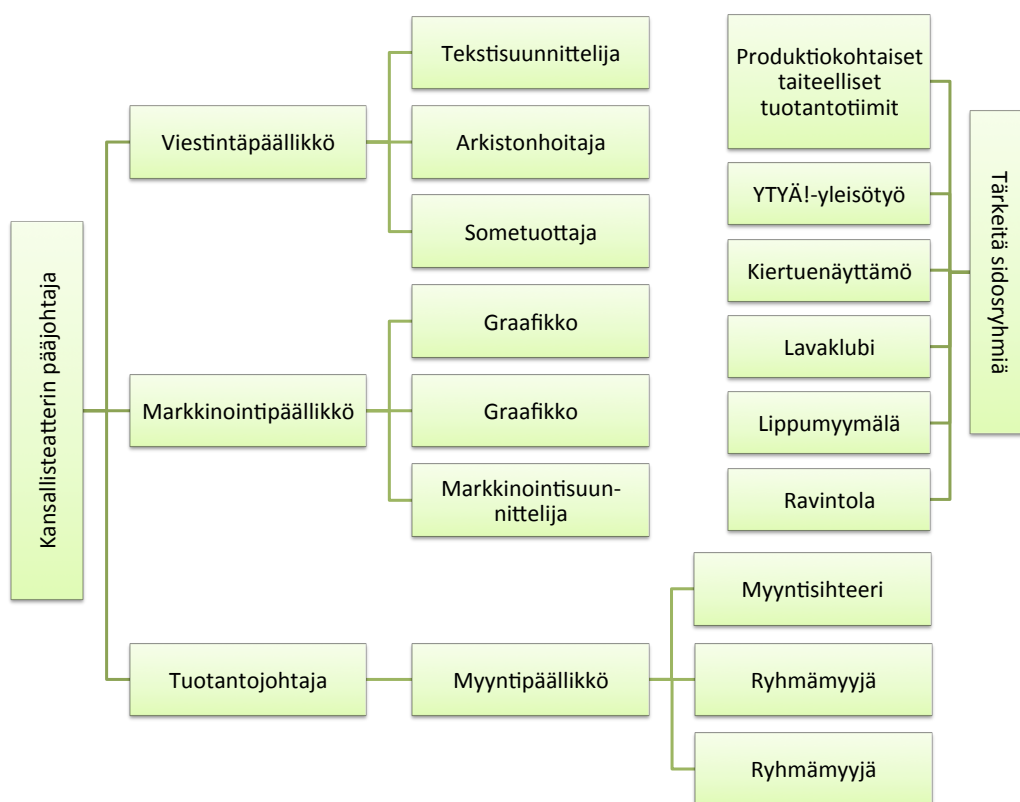 Kansallisteatterin pääjohtaja
Viestintäpäällikkö
Tekstisuunnittelija
Arkistonhoitaja
Sometuottaja
Markkinointipäällikkö
Graafikko
Graafikko
Markkinointisuun-
nittelija
Tuotantojohtaja
Myyntipäällikkö
Myyntisihteeri
Ryhmämyyjä
Ryhmämyyjä
Tärkeitä sidosryhmiä
Produktiokohtaiset
taiteelliset
tuotantotiimit
YTYÄ!-yleisötyö
Kiertuenäyttämö
Lavaklubi
Lippumyymälä
Ravintola